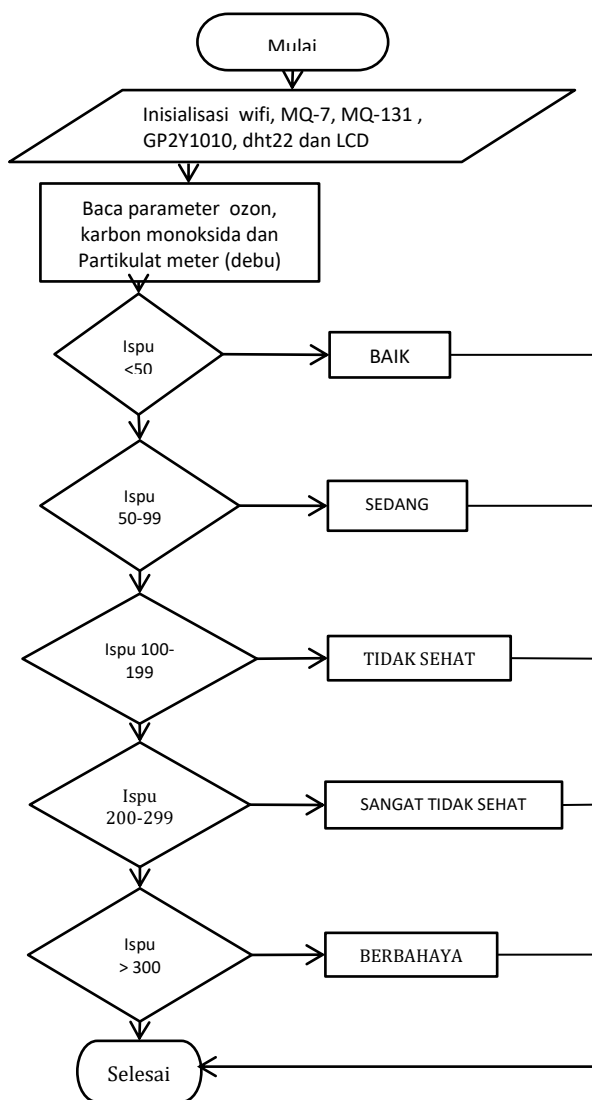 Mulai
Inisialisasi wifi, MQ-7, MQ-131 ,
GP2Y1010, dht22 dan LCD
Baca parameter ozon,
karbon monoksida dan
Partikulat meter (debu)
Ispu
<50
BAIK
Ispu
50-99
SEDANG
Ispu 100-
199
TIDAK SEHAT
Ispu
200-299
SANGAT TIDAK SEHAT
Ispu
> 300
BERBAHAYA
Selesai